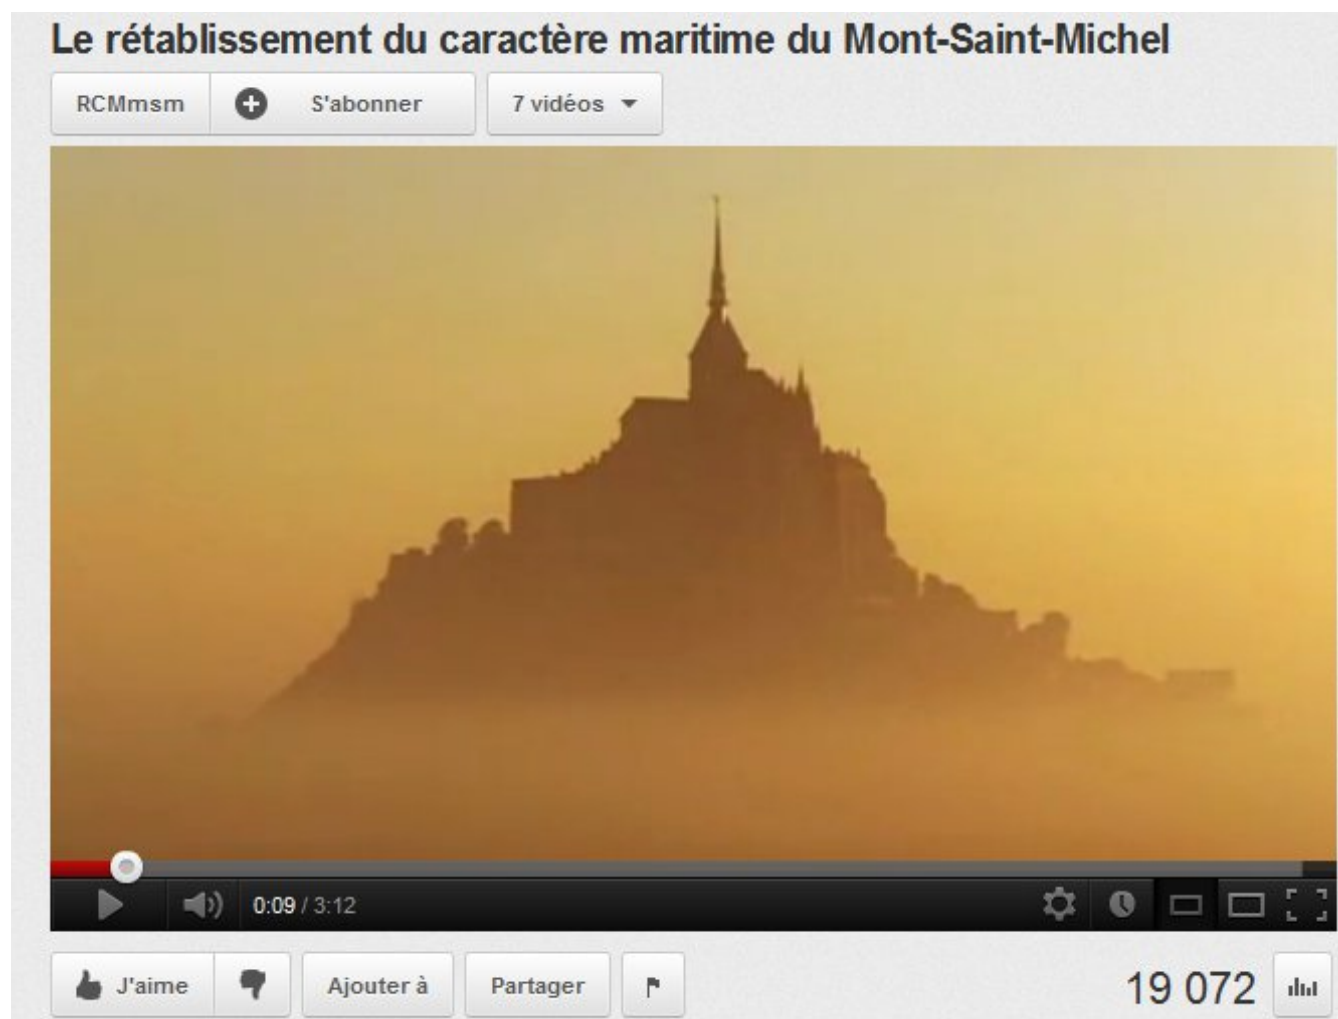 Le rétablissement du caractère maritime du Mont-Saint-Michel
RCMmsm S'abonner 7 vidéos
0:09 / 3:12
J'aime Ajouter à Partager 19 072